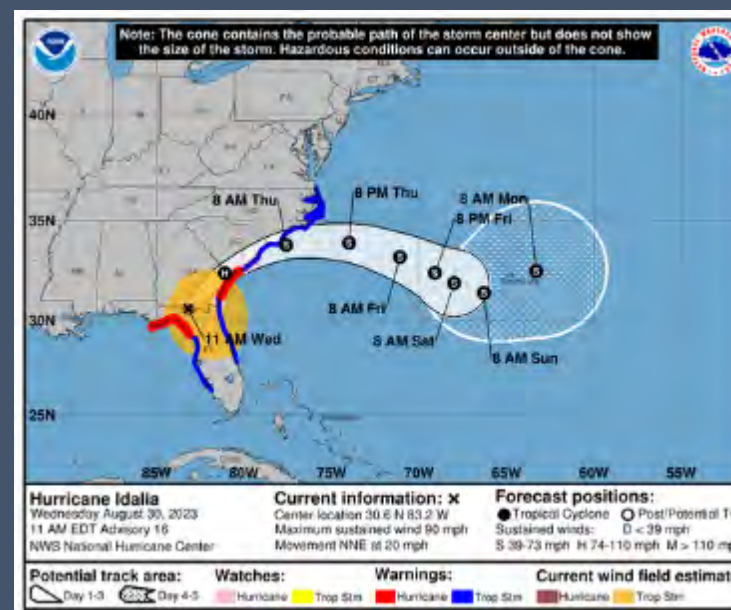 Note: The cone contains the probable path of the storm center but does not show
the size of the storm. Hazardous conditions can occur outside of the cone.
40N
35N
30N
25N
8 AM Thu
8 PM Thu
8 AM Mon
8 PM Fri
H
S
S
S
S
S
S
S
11 AM Wed
8 AM Fri
8 AM Sat
8 AM Sun
85W
80W
75W
70W
65W
60W
55W
Hurricane Idalia
Wednesday August 30, 2023
11 AM EDT Advisory 16
NWS National Hurricane Center
Current information: x
Center location 30.6 N 83.2 W
Maximum sustained wind 90 mph
Movement NNE at 20 mph
Forecast positions:
Tropical Cyclone Post/Potential T
Sustained winds: D < 39 mph
S 39-73 mph H 74-110 mph M > 110 mp
Potential track area:
Day 1-3 Day 4-5
Watches:
Hurricane Trop Stm
Warnings:
Hurricane Trop Stm
Current wind field estimat
Hurricane Trop Stm